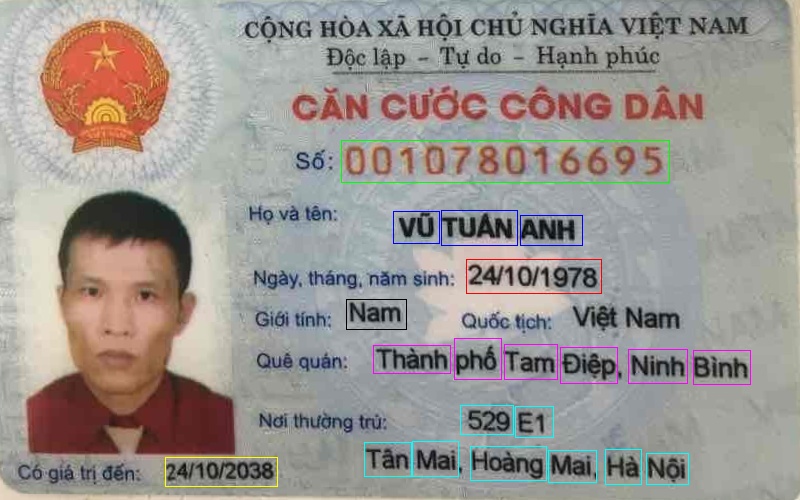 CỘNG HÒA XÃ HỘI CHỦ NGHĨA VIỆT NAM
Độc lập - Tự do - Hạnh phúc
CĂN CƯỚC CÔNG DÂN
Số: 001078016695
Họ và tên: VŨ TUẤN ANH
Ngày, tháng, năm sinh: 24/10/1978
Giới tính: Nam Quốc tịch: Việt Nam
Quê quán: Thành phố Tam Điệp, Ninh Bình
Nơi thường trú: 529 E1
Tân Mai, Hoàng Mai, Hà Nội
Có giá trị đến: 24/10/2038